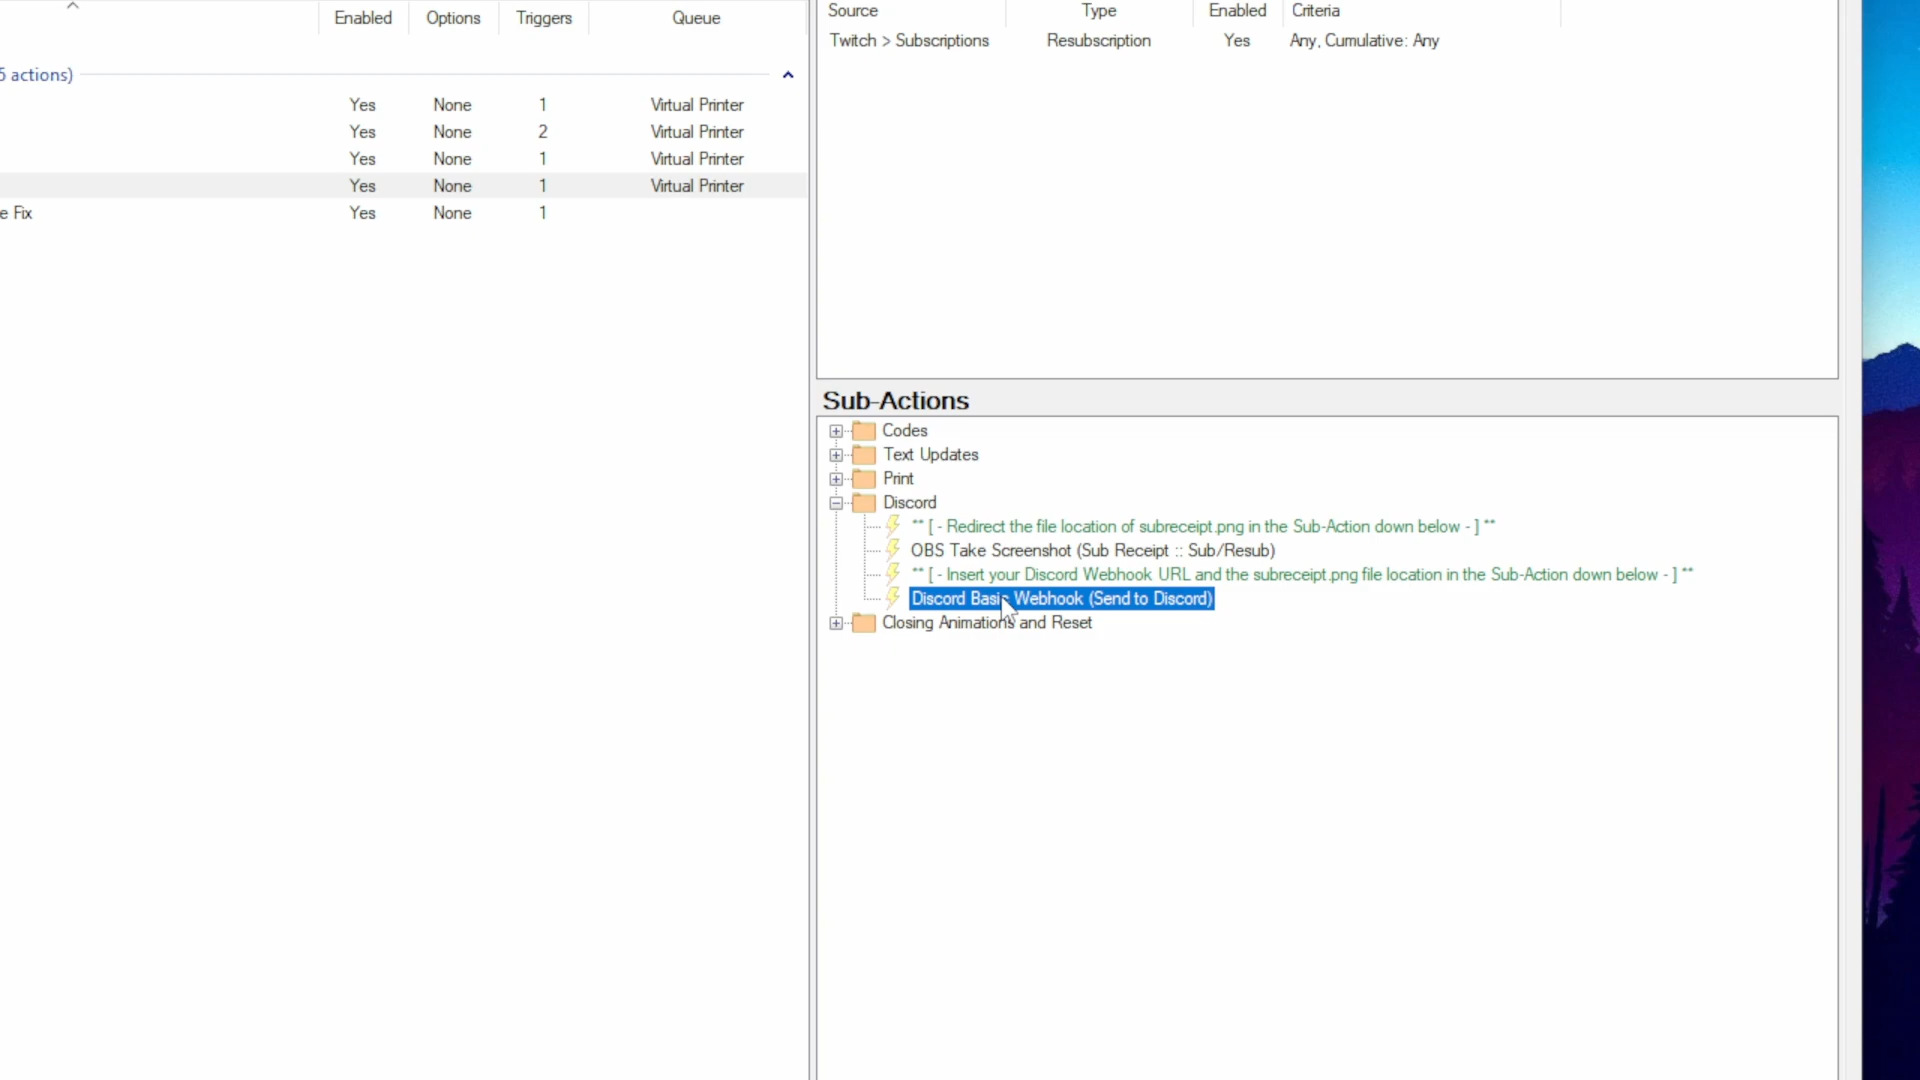 Enabled Options Triggers Queue
5 actions)
Yes None 1 Virtual Printer
Yes None 2 Virtual Printer
Yes None 1 Virtual Printer
Yes None 1 Virtual Printer
e Fix Yes None 1
Source Type Enabled Criteria
Twitch > Subscriptions Resubscription Yes Any, Cumulative: Any
Sub-Actions
Codes
Text Updates
Print
Discord
** [ - Redirect the file location of subreceipt.png in the Sub-Action down below - ] **
OBS Take Screenshot (Sub Receipt :: Sub/Resub)
** [ - Insert your Discord Webhook URL and the subreceipt.png file location in the Sub-Action down below - ] **
Discord Basic Webhook (Send to Discord)
Closing Animations and Reset